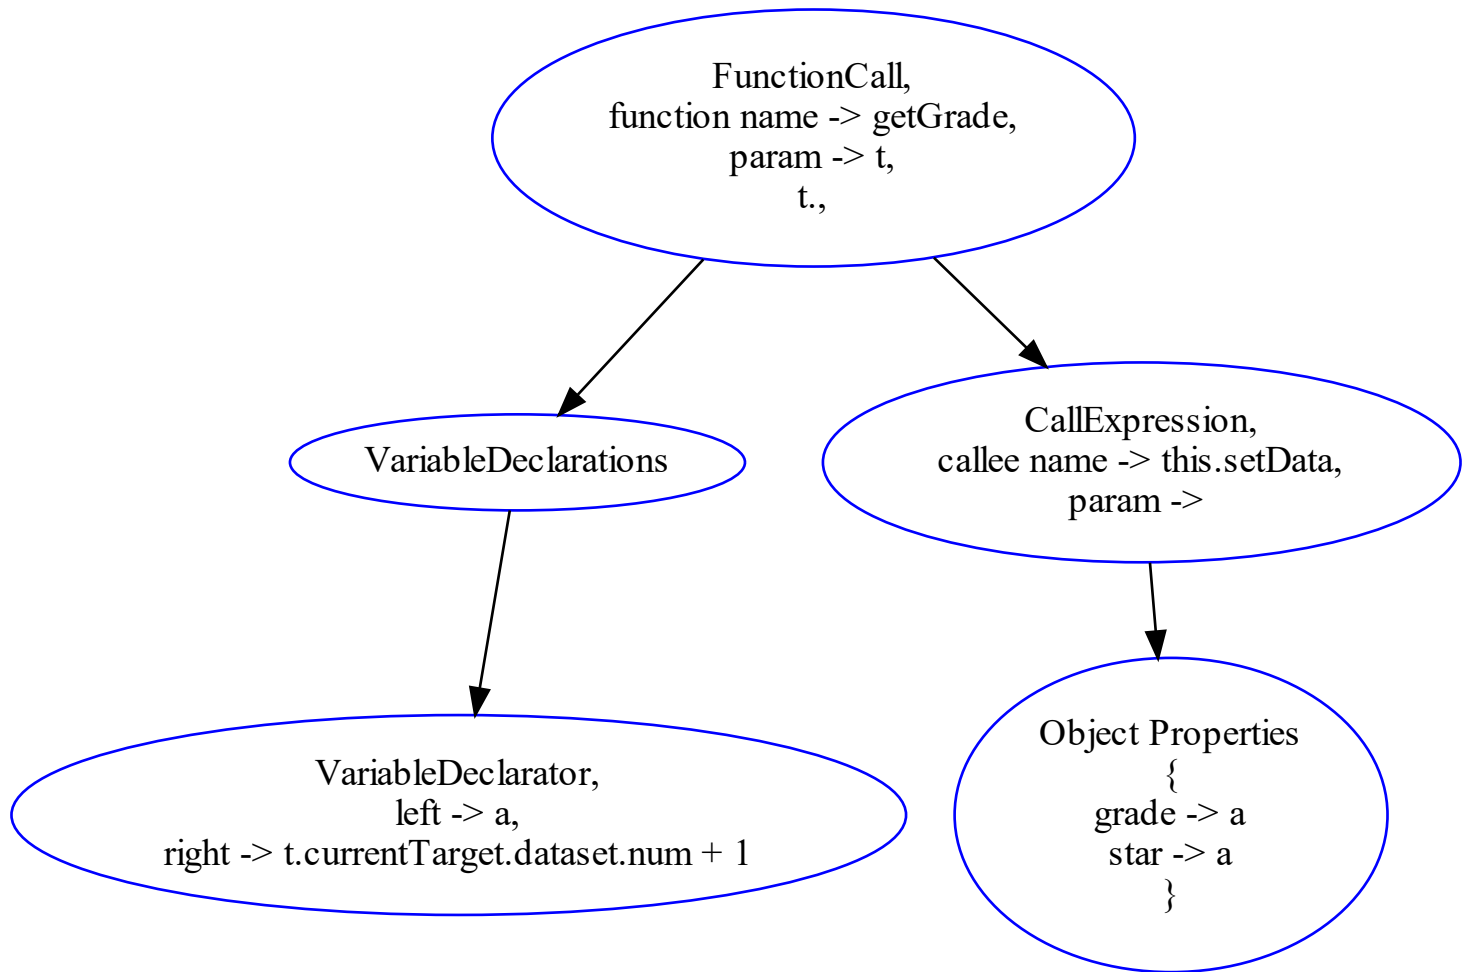 FunctionCall,
function name -> getGrade,
param -> t,
t.,
VariableDeclarations
CallExpression,
callee name -> this.setData,
param ->
VariableDeclarator,
left -> a,
right -> t.currentTarget.dataset.num + 1
Object Properties
{
grade -> a
star -> a
}